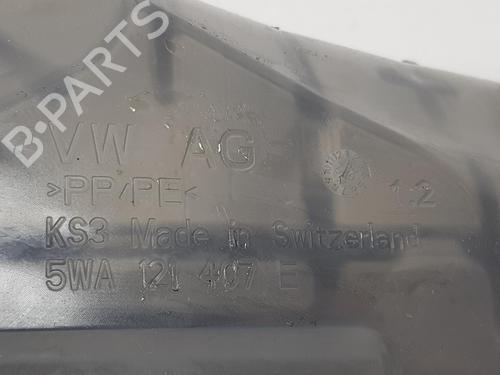 B-PARTS
VW AG
>PP/PE<
1.2
KS3 Made in Switzerland
5WA 121 407 E